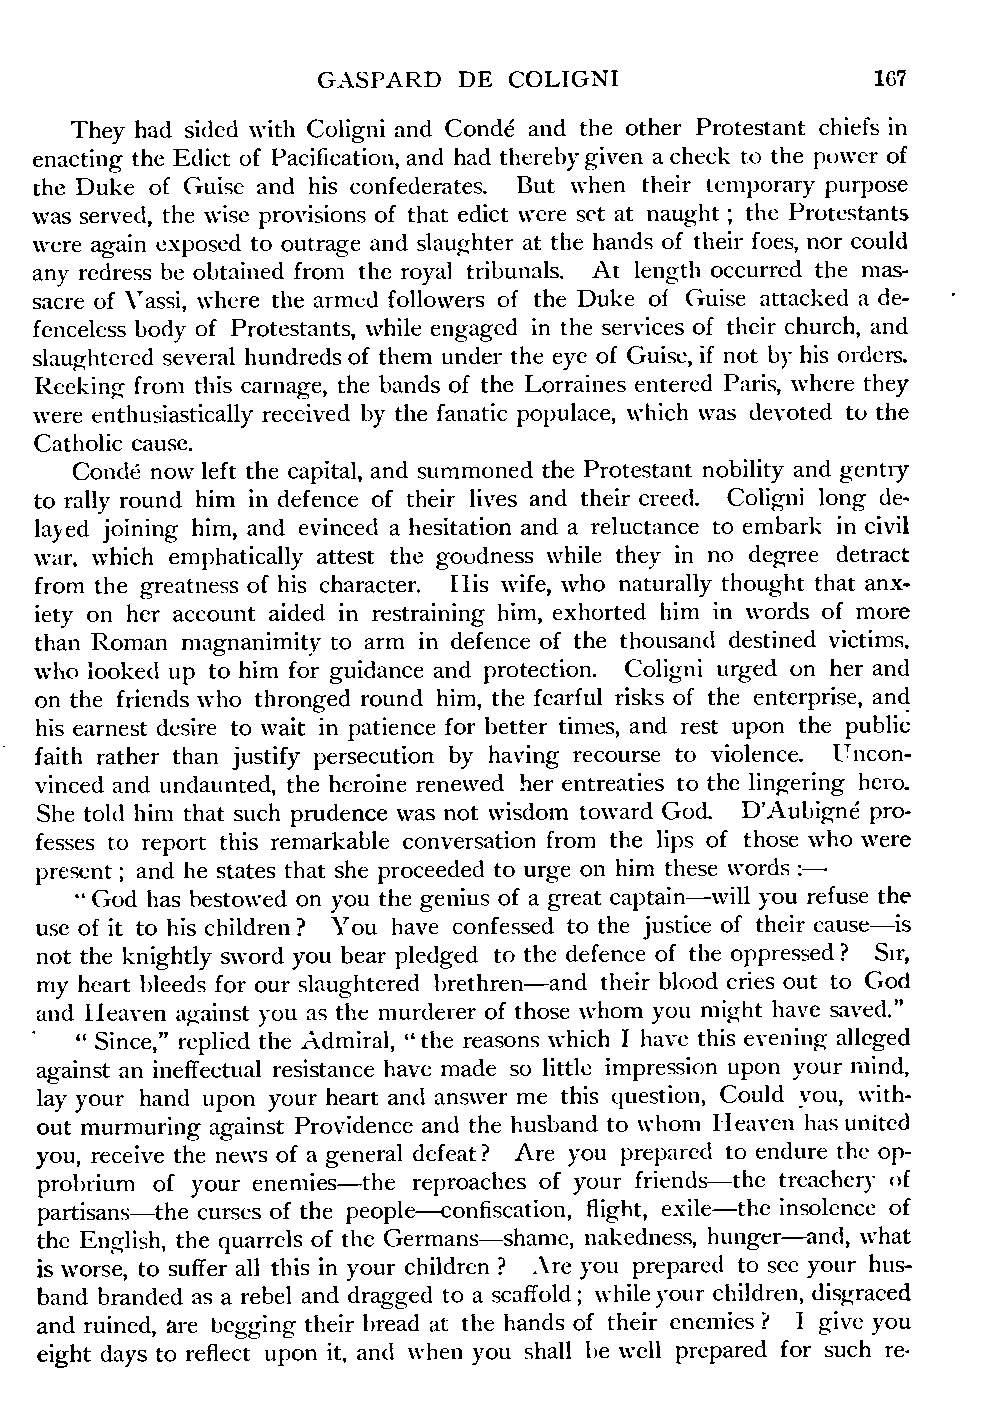 GASPARD DE COLIGNI 167
They had sided with Coligni and Condé and the other Protestant chiefs in
enacting the Edict of Pacification, and had thereby given a check to the power of
the Duke of Guise and his confederates. But when their temporary purpose
was served, the wise provisions of that edict were set at naught ; the Protestants
were again exposed to outrage and slaughter at the hands of their foes, nor could
any redress be obtained from the royal tribunals. At length occurred the mas-
sacre of Vassi, where the armed followers of the Duke of Guise attacked a de-
fenceless body of Protestants, while engaged in the services of their church, and
slaughtered several hundreds of them under the eye of Guise, if not by his orders.
Reeking from this carnage, the bands of the Lorraines entered Paris, where they
were enthusiastically received by the fanatic populace, which was devoted to the
Catholic cause.
Condé now left the capital, and summoned the Protestant nobility and gentry
to rally round him in defence of their lives and their creed. Coligni long de-
layed joining him, and evinced a hesitation and a reluctance to embark in civil
war, which emphatically attest the goodness while they in no degree detract
from the greatness of his character. His wife, who naturally thought that anx-
iety on her account aided in restraining him, exhorted him in words of more
than Roman magnanimity to arm in defence of the thousand destined victims,
who looked up to him for guidance and protection. Coligni urged on her and
on the friends who thronged round him, the fearful risks of the enterprise, and
his earnest desire to wait in patience for better times, and rest upon the public
faith rather than justify persecution by having recourse to violence. Uncon-
vinced and undaunted, the heroine renewed her entreaties to the lingering hero.
She told him that such prudence was not wisdom toward God. D'Aubigné pro-
fesses to report this remarkable conversation from the lips of those who were
present ; and he states that she proceeded to urge on him these words :—
“ God has bestowed on you the genius of a great captain—will you refuse the
use of it to his children ? You have confessed to the justice of their cause—is
not the knightly sword you bear pledged to the defence of the oppressed ? Sir,
my heart bleeds for our slaughtered brethren—and their blood cries out to God
and Heaven against you as the murderer of those whom you might have saved.”
“ Since,” replied the Admiral, “ the reasons which I have this evening alleged
against an ineffectual resistance have made so little impression upon your mind,
lay your hand upon your heart and answer me this question, Could you, with-
out murmuring against Providence and the husband to whom Heaven has united
you, receive the news of a general defeat ? Are you prepared to endure the op-
probrium of your enemies—the reproaches of your friends—the treachery of
partisans—the curses of the people—confiscation, flight, exile—the insolence of
the English, the quarrels of the Germans—shame, nakedness, hunger—and, what
is worse, to suffer all this in your children ? Are you prepared to see your hus-
band branded as a rebel and dragged to a scaffold ; while your children, disgraced
and ruined, are begging their bread at the hands of their enemies ? I give you
eight days to reflect upon it, and when you shall be well prepared for such re-